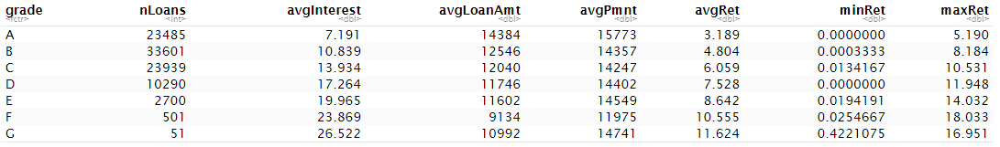 grade nLoans avgInterest avgLoanAmt avgPmnt avgRet minRet maxRet
<fctr> <int> <dbl> <dbl> <dbl> <dbl> <dbl> <dbl>
A 23485 7.191 14384 15773 3.189 0.0000000 5.190
B 33601 10.839 12546 14357 4.804 0.0003333 8.184
C 23939 13.934 12040 14247 6.059 0.0134167 10.531
D 10290 17.264 11746 14402 7.528 0.0000000 11.948
E 2700 19.965 11602 14549 8.642 0.0194191 14.032
F 501 23.869 9134 11975 10.555 0.0254667 18.033
G 51 26.522 10992 14741 11.624 0.4221075 16.951